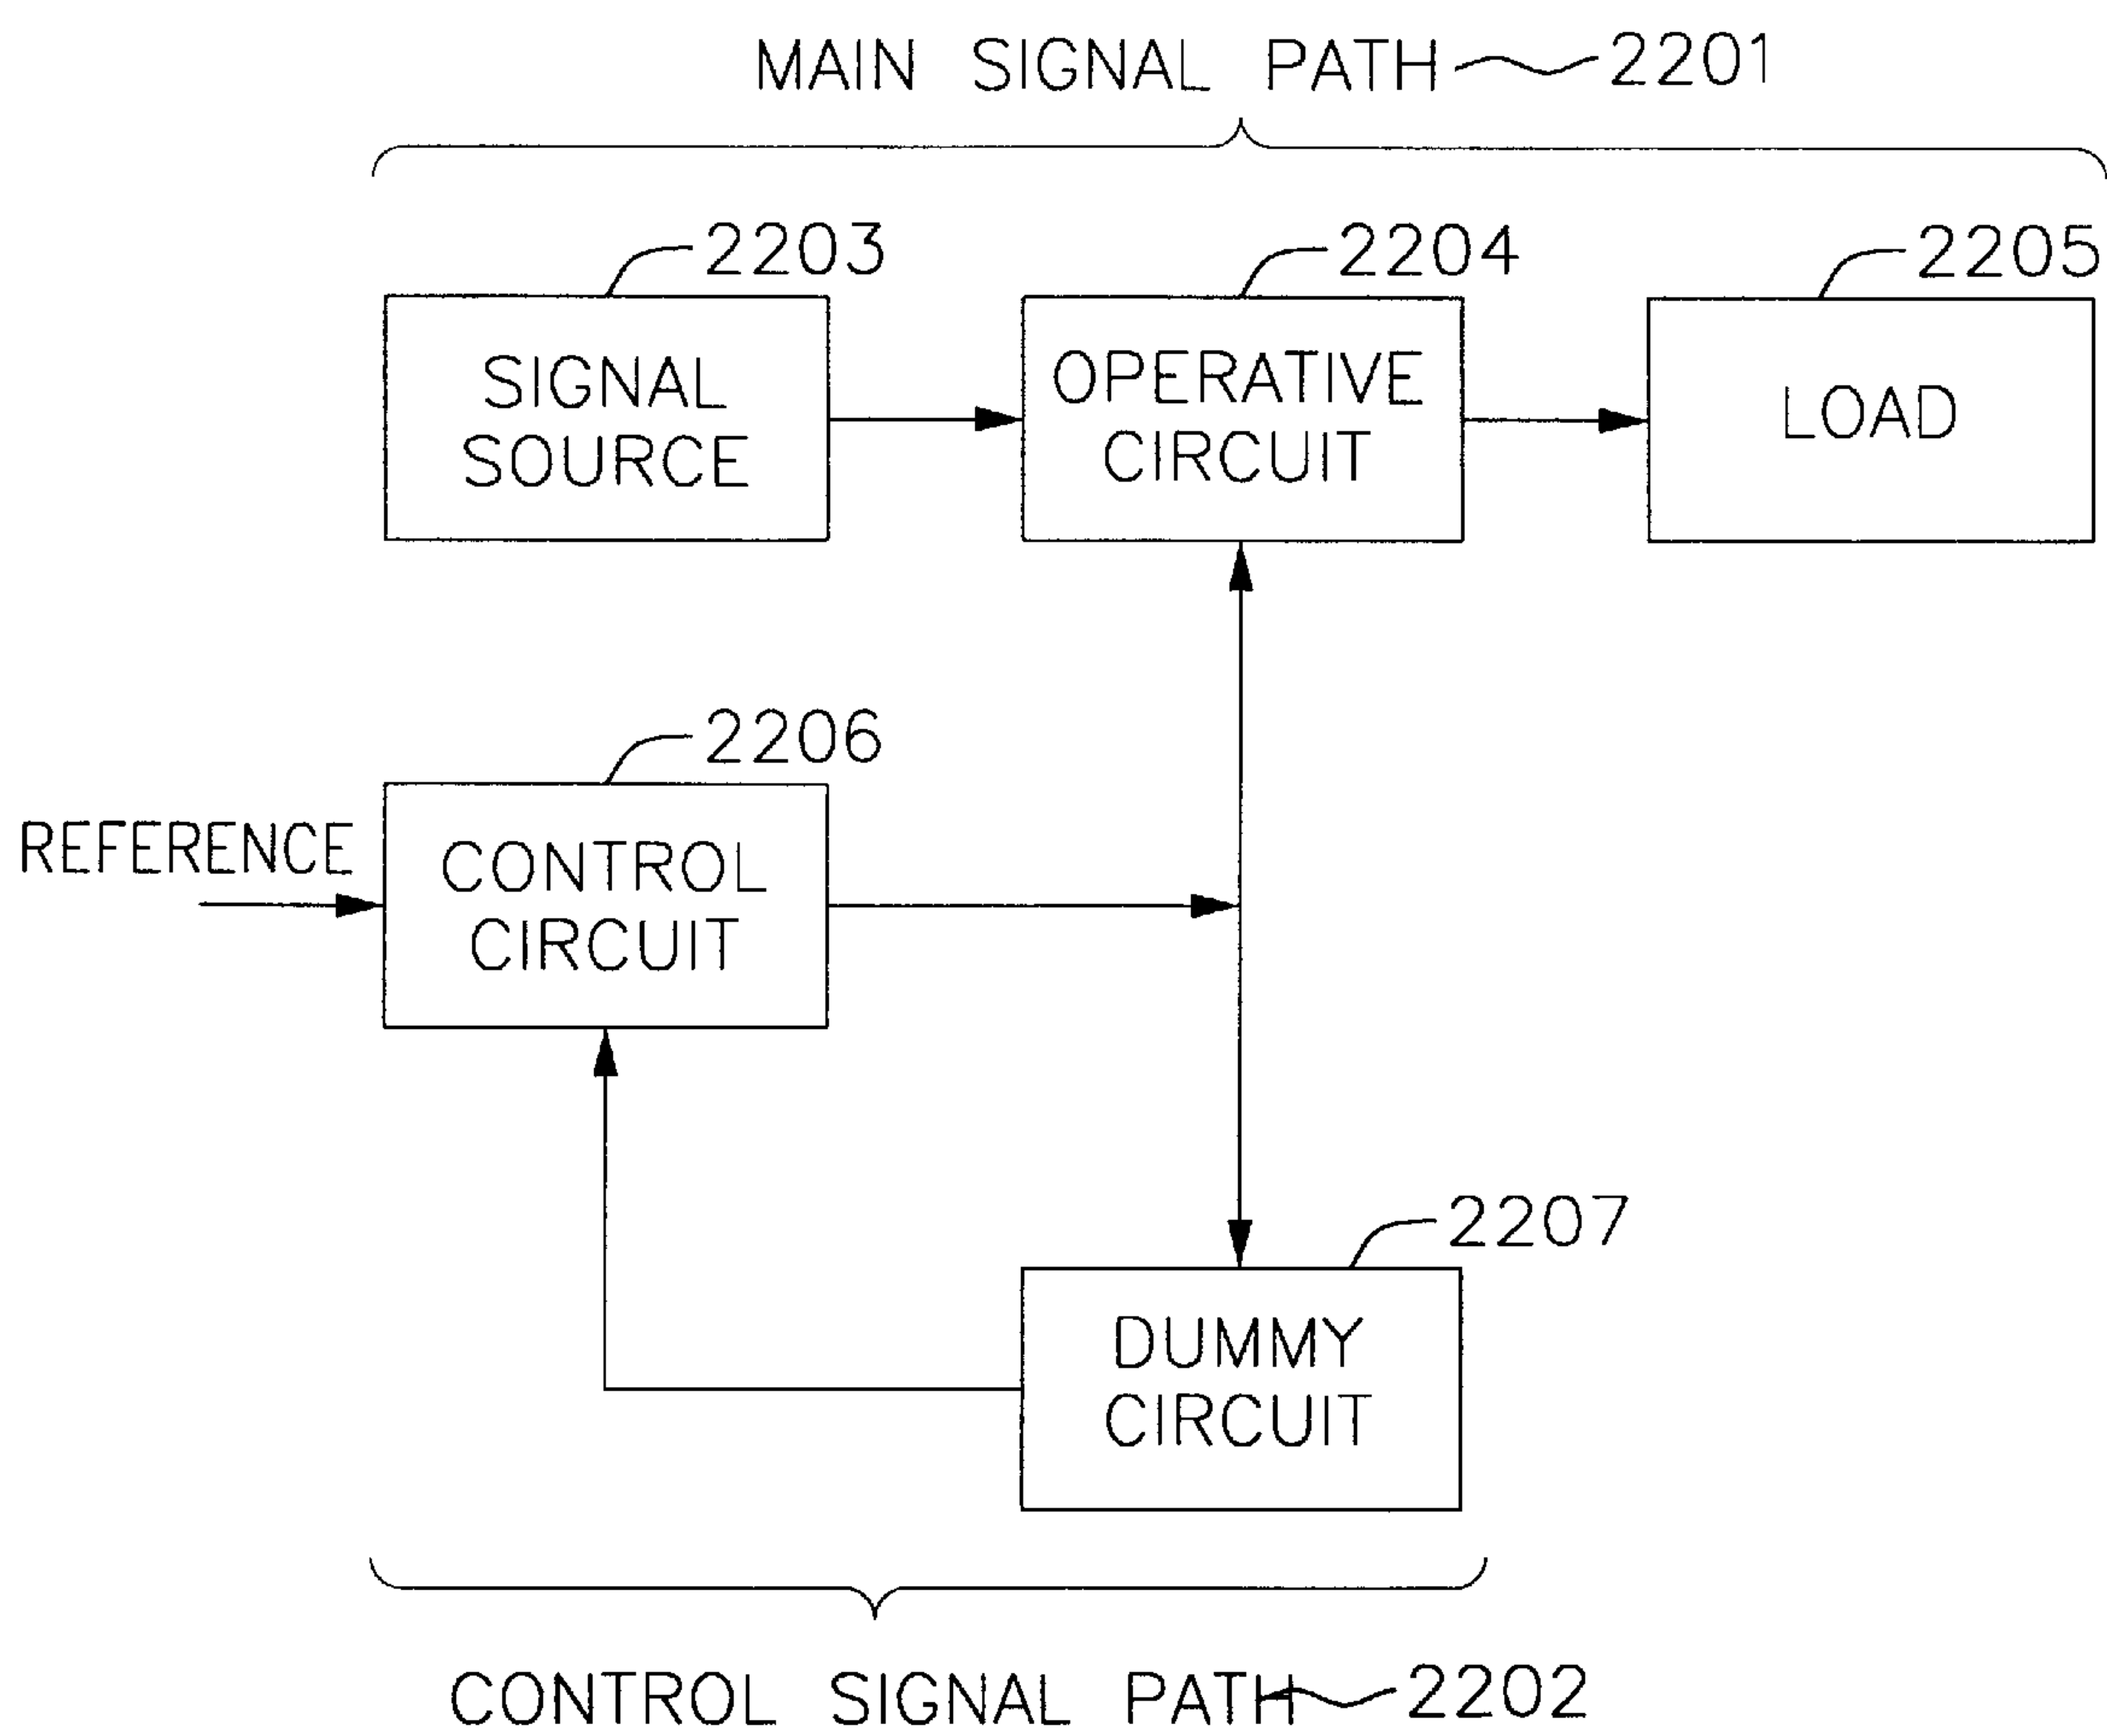 MAIN SIGNAL PATH 2201
2203
2204
2205
SIGNAL
SOURCE
OPERATIVE
CIRCUIT
LOAD
2206
REFERENCE
CONTROL
CIRCUIT
2207
DUMMY
CIRCUIT
CONTROL SIGNAL PATH 2202